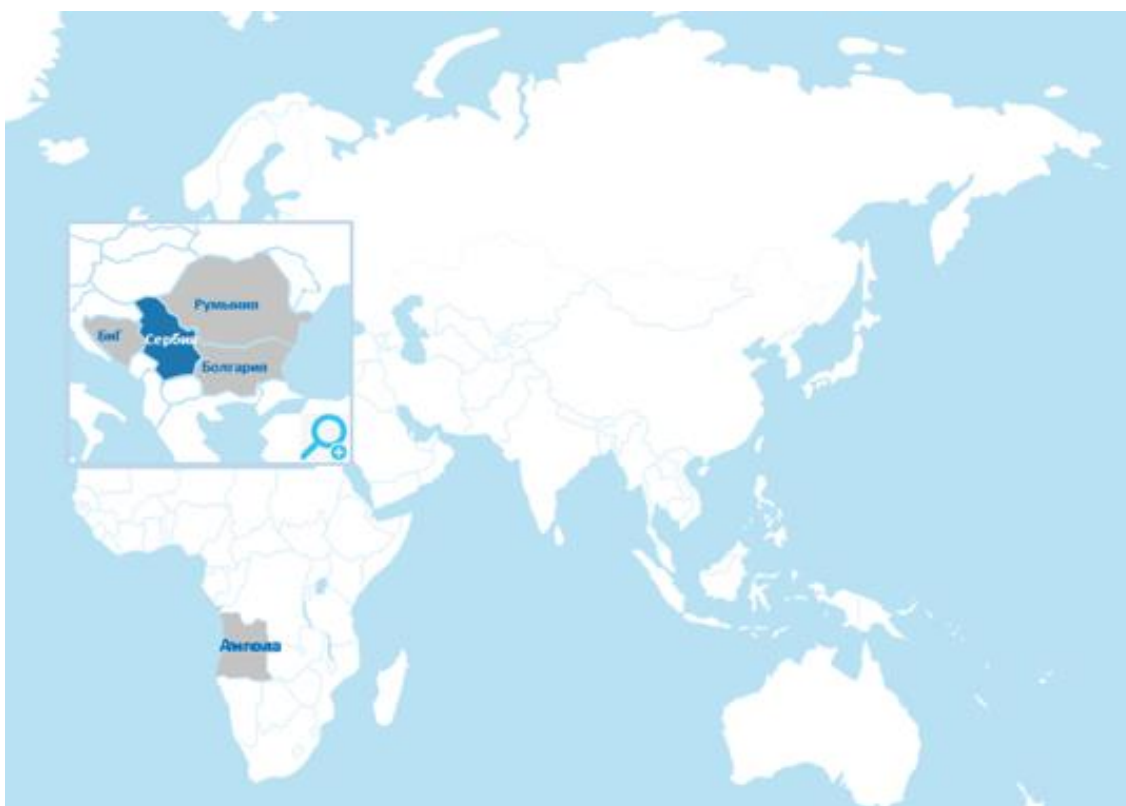 Румыния
БиГ
Сербия
Болгария
Ангола